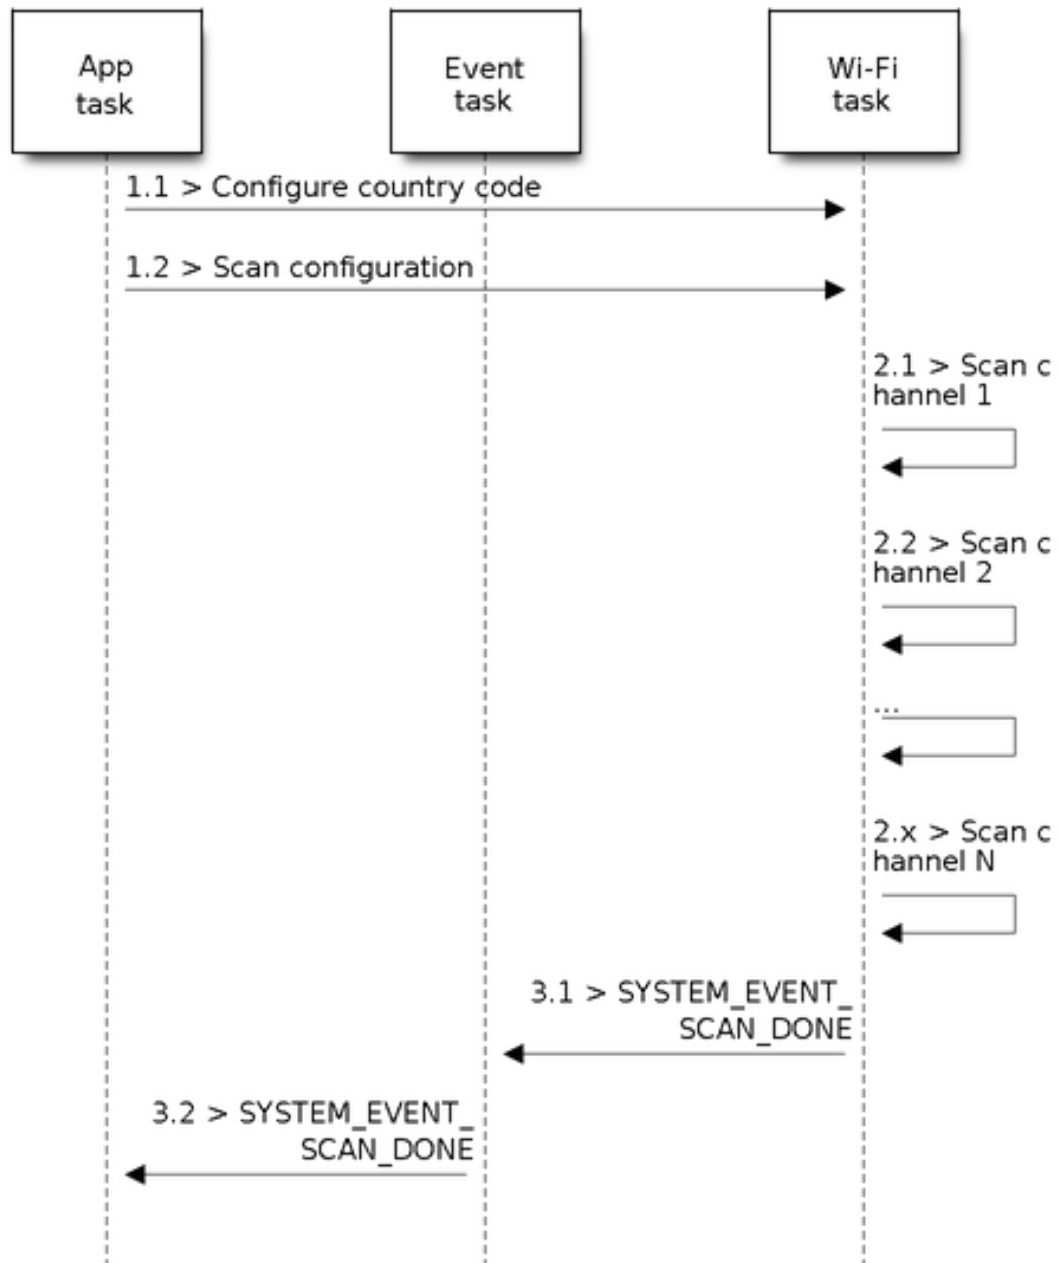 App
task
Event
task
Wi-Fi
task
1.1 > Configure country code
1.2 > Scan configuration
2.1 > Scan c
hannel 1
2.2 > Scan c
hannel 2
...
2.x > Scan c
hannel N
3.1 > SYSTEM_EVENT_
SCAN_DONE
3.2 > SYSTEM_EVENT_
SCAN_DONE